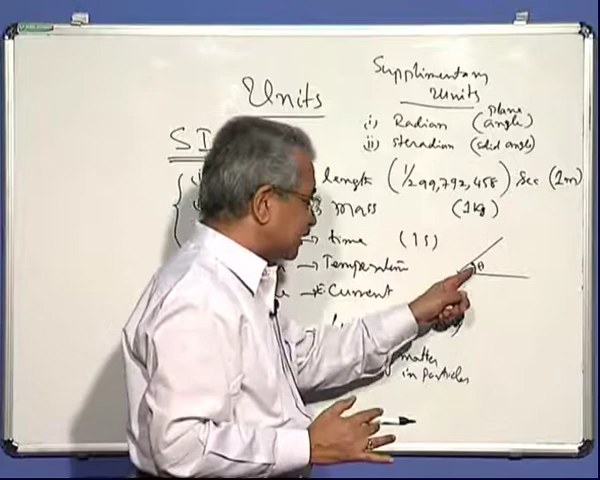 Supplimentary
Units
Units
i) Radian (plane angle)
ii) steradian (solid angle)
SI
length (1/299,792,458) Sec (1m)
mass (1kg)
→ time (1s)
→ Temperature
→ Current
θ
matter
in particles